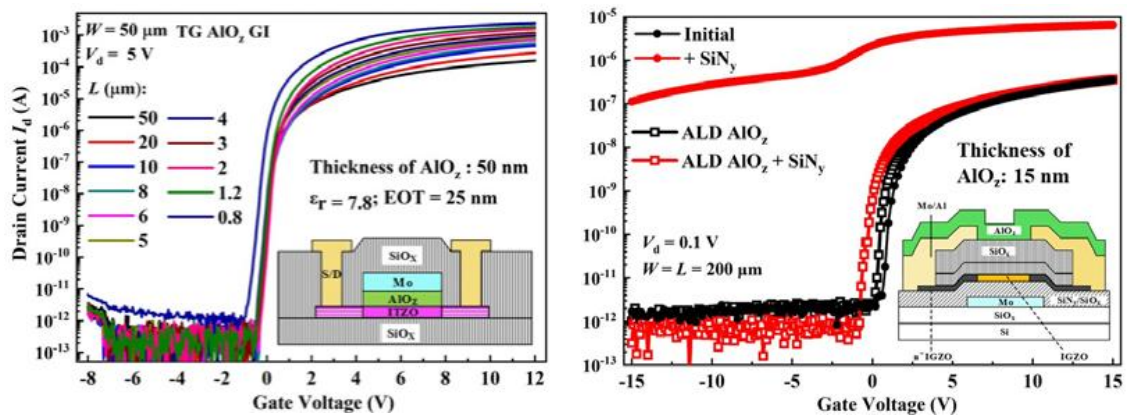 W = 50 μm TG AlOz GI
Vd = 5 V
L (μm):
50
20
10
8
6
5
4
3
2
1.2
0.8
Thickness of AlOz : 50 nm
εr = 7.8; EOT = 25 nm
SiOX
S/D
Mo
AlOZ
ITZO
SiOX
10-3
10-4
10-5
10-6
10-7
10-8
10-9
10-10
10-11
10-12
10-13
-8 -6 -4 -2 0 2 4 6 8 10 12
Drain Current Id (A)
Gate Voltage (V)
10-5
10-6
10-7
10-8
10-9
10-10
10-11
10-12
10-13
Initial
+ SiNy
ALD AlOz
ALD AlOz + SiNy
Thickness of
AlOz: 15 nm
Vd = 0.1 V
W = L = 200 μm
Mo/Al
AlOz
SiOx
SiNy/SiOx
Mo
SiOx
Si
n+IGZO
IGZO
-15 -10 -5 0 5 10 15
Gate Voltage (V)